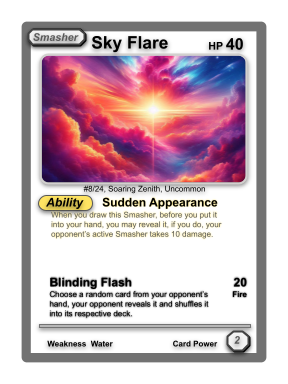 Smasher
Sky Flare
HP 40
#8/24, Soaring Zenith, Uncommon
Ability
Sudden Appearance
When you draw this Smasher, before you put it
into your hand, you may reveal it, if you do, your
opponent's active Smasher takes 10 damage.
Blinding Flash
20
Choose a random card from your opponent's
Fire
hand, your opponent reveals it and shuffles it
into its respective deck.
Weakness Water
Card Power
2